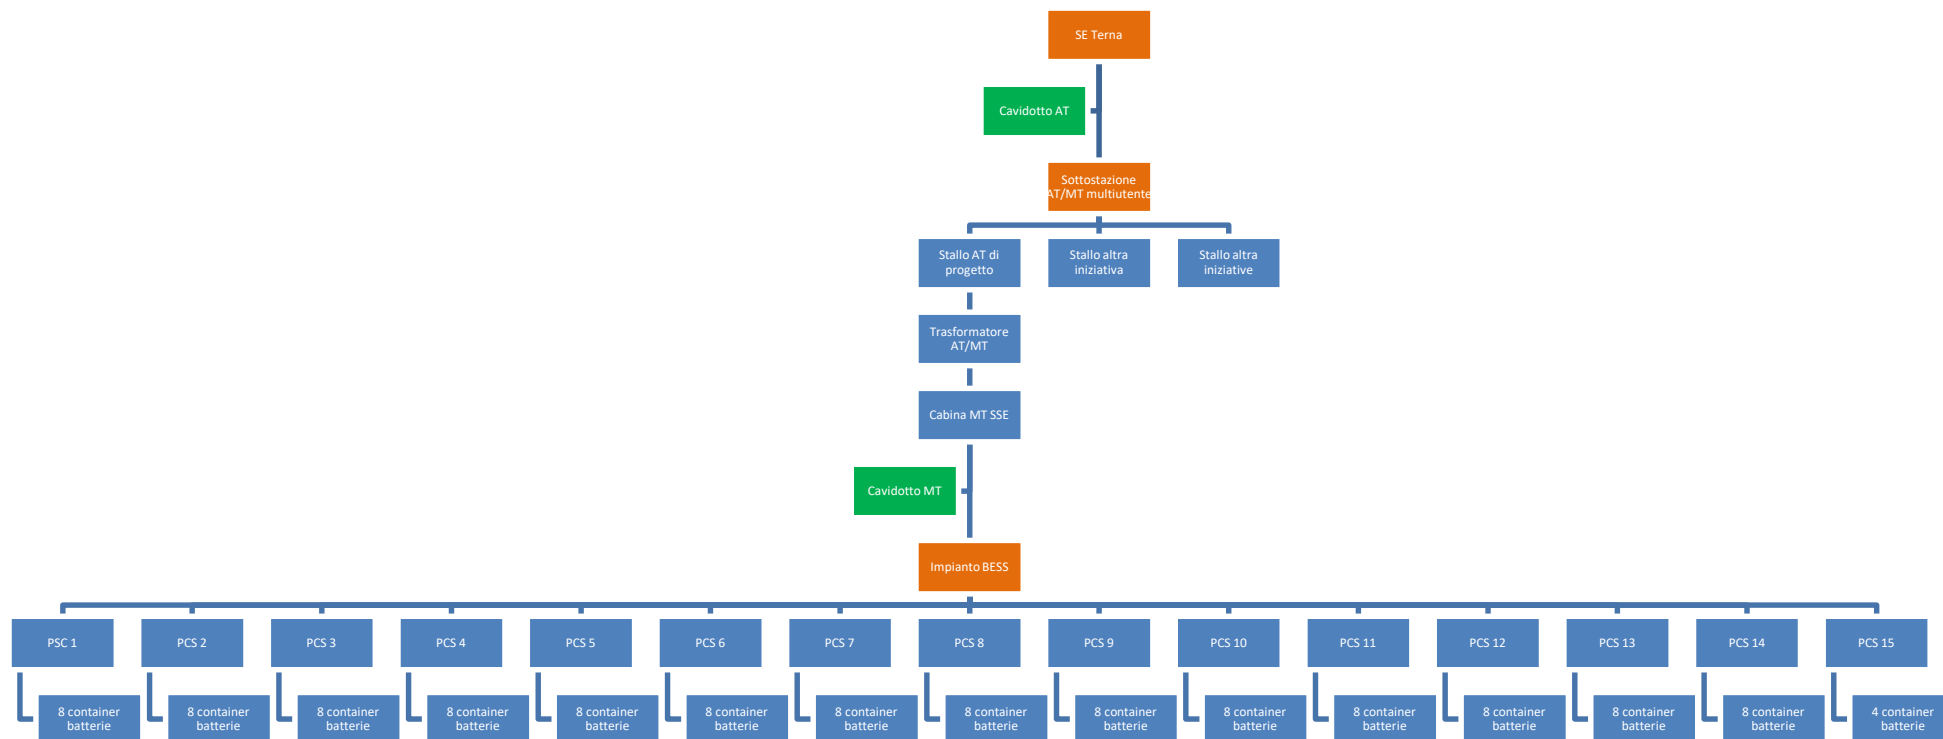 SE Terna
Cavidotto AT
Sottostazione
AT/MT multiutente
Stallo AT di
progetto
Stallo altra
iniziativa
Stallo altra
iniziative
Trasformatore
AT/MT
Cabina MT SSE
Cavidotto MT
Impianto BESS
PSC 1
PCS 2
PCS 3
PCS 4
PCS 5
PCS 6
PCS 7
PCS 8
PCS 9
PCS 10
PCS 11
PCS 12
PCS 13
PCS 14
PCS 15
8 container
batterie
8 container
batterie
8 container
batterie
8 container
batterie
8 container
batterie
8 container
batterie
8 container
batterie
8 container
batterie
8 container
batterie
8 container
batterie
8 container
batterie
8 container
batterie
8 container
batterie
8 container
batterie
4 container
batterie